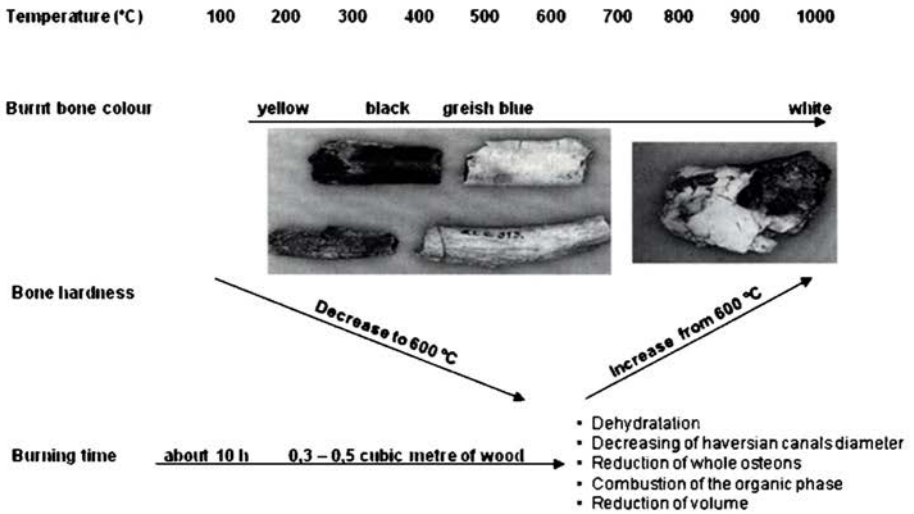 Temperature (°C) 100 200 300 400 500 600 700 800 900 1000
Burnt bone colour yellow black greish blue white
Bone hardness
Decrease to 600 °C
Increase from 600 °C
Burning time about 10 h 0,3 – 0,5 cubic metre of wood
• Dehydratation
• Decreasing of haversian canals diameter
• Reduction of whole osteons
• Combustion of the organic phase
• Reduction of volume